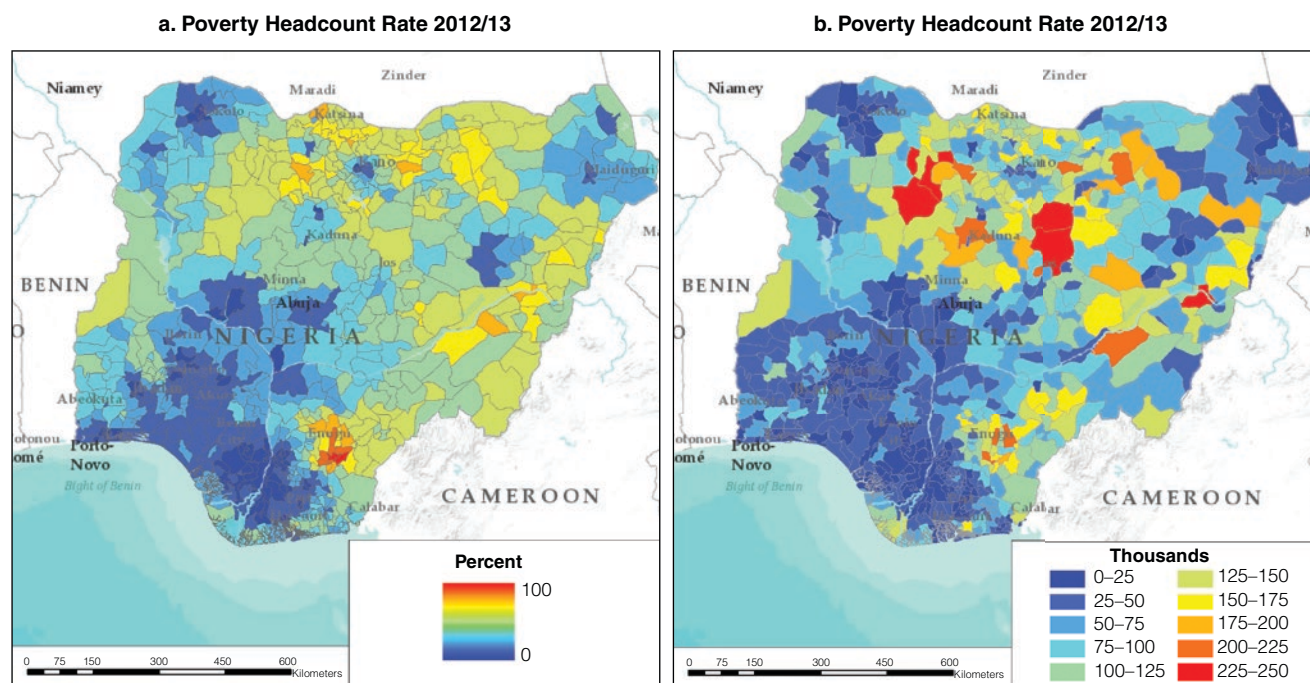 a. Poverty Headcount Rate 2012/13
Zinder
Niamey
Maradi
Katsina
Kano
Maiduguri
Kaduna
Jos
BENIN
Minna
Abuja
NIGERIA
Abeokuta
Enugu
Porto-
Novo
Bight of Benin
CAMEROON
Calabar
Percent
100
0
0 75 150 300 450 600
Kilometers
b. Poverty Headcount Rate 2012/13
Zinder
Niamey
Maradi
Katsina
Kano
Kaduna
BENIN
Minna
Abuja
NIGERIA
Abeokuta
Enugu
Porto-
Novo
Bight of Benin
CAMEROON
Calabar
Thousands
0–25
25–50
50–75
75–100
100–125
125–150
150–175
175–200
200–225
225–250
0 75 150 300 450 600
Kilometers